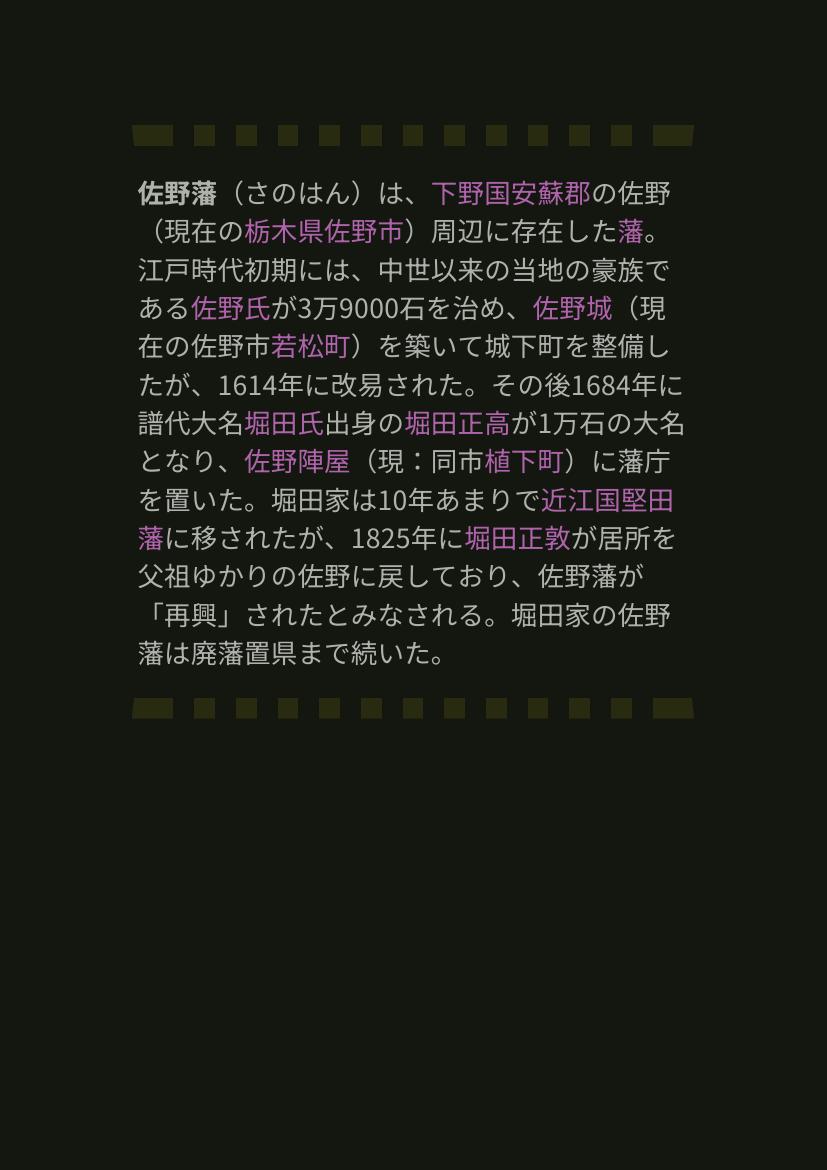 佐野藩（さのはん）は、下野国安蘇郡の佐野
（現在の栃木県佐野市）周辺に存在した藩。
江戸時代初期には、中世以来の当地の豪族で
ある佐野氏が3万9000石を治め、佐野城（現
在の佐野市若松町）を築いて城下町を整備し
たが、1614年に改易された。その後1684年に
譜代大名堀田氏出身の堀田正高が1万石の大名
となり、佐野陣屋（現：同市植下町）に藩庁
を置いた。堀田家は10年あまりで近江国堅田
藩に移されたが、1825年に堀田正敦が居所を
父祖ゆかりの佐野に戻しており、佐野藩が
「再興」されたとみなされる。堀田家の佐野
藩は廃藩置県まで続いた。